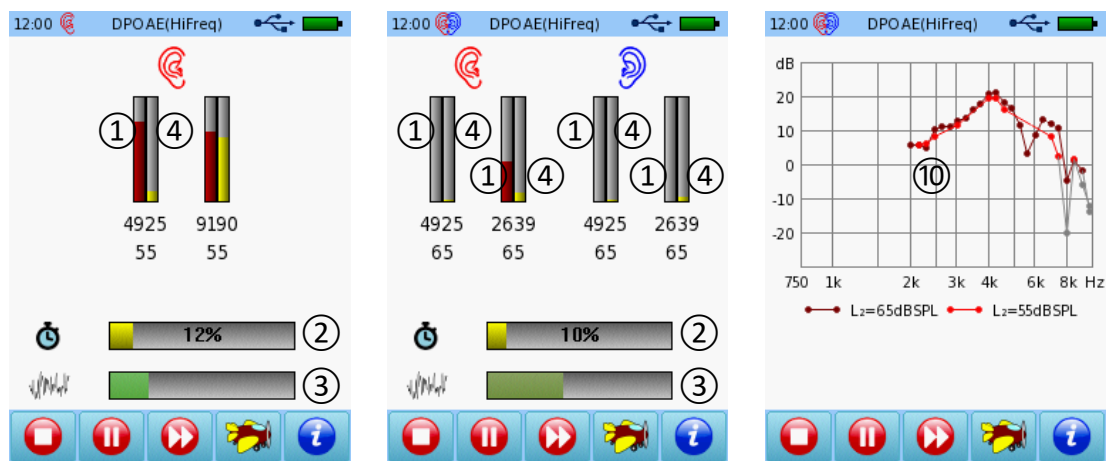 12:00 DPOAE(HiFreq)
① ④
4925 9190
55 55
12% ②
③
i
12:00 DPOAE(HiFreq)
① ④ ① ④
① ④ ① ④
4925 2639 4925 2639
65 65 65 65
10% ②
③
i
12:00 DPOAE(HiFreq)
dB
20
10
0
⑩
-10
-20
750 1k 2k 3k 4k 6k 8k Hz
L₂=65dBSPL L₂=55dBSPL
i